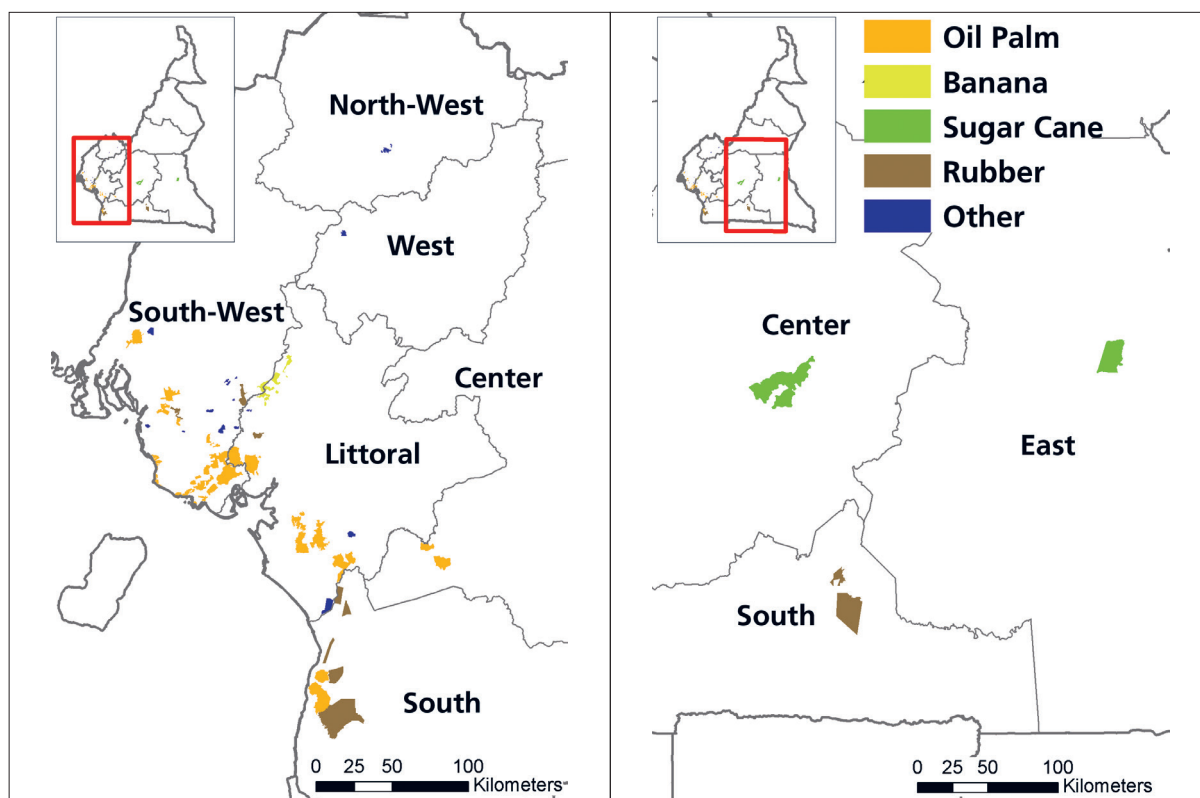 North-West
West
South-West
Center
Littoral
South
0 25 50 100
Kilometers
Oil Palm
Banana
Sugar Cane
Rubber
Other
Center
East
South
0 25 50 100
Kilometers